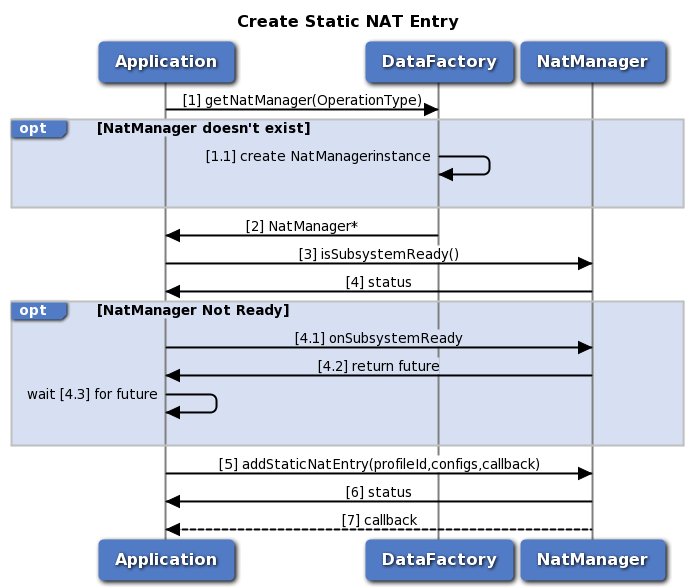 Create Static NAT Entry
Application
DataFactory
NatManager
[1] getNatManager(OperationType)
opt
[NatManager doesn't exist]
[1.1] create NatManagerinstance
[2] NatManager*
[3] isSubsystemReady()
[4] status
opt
[NatManager Not Ready]
[4.1] onSubsystemReady
[4.2] return future
wait [4.3] for future
[5] addStaticNatEntry(profileId,configs,callback)
[6] status
[7] callback
Application
DataFactory
NatManager